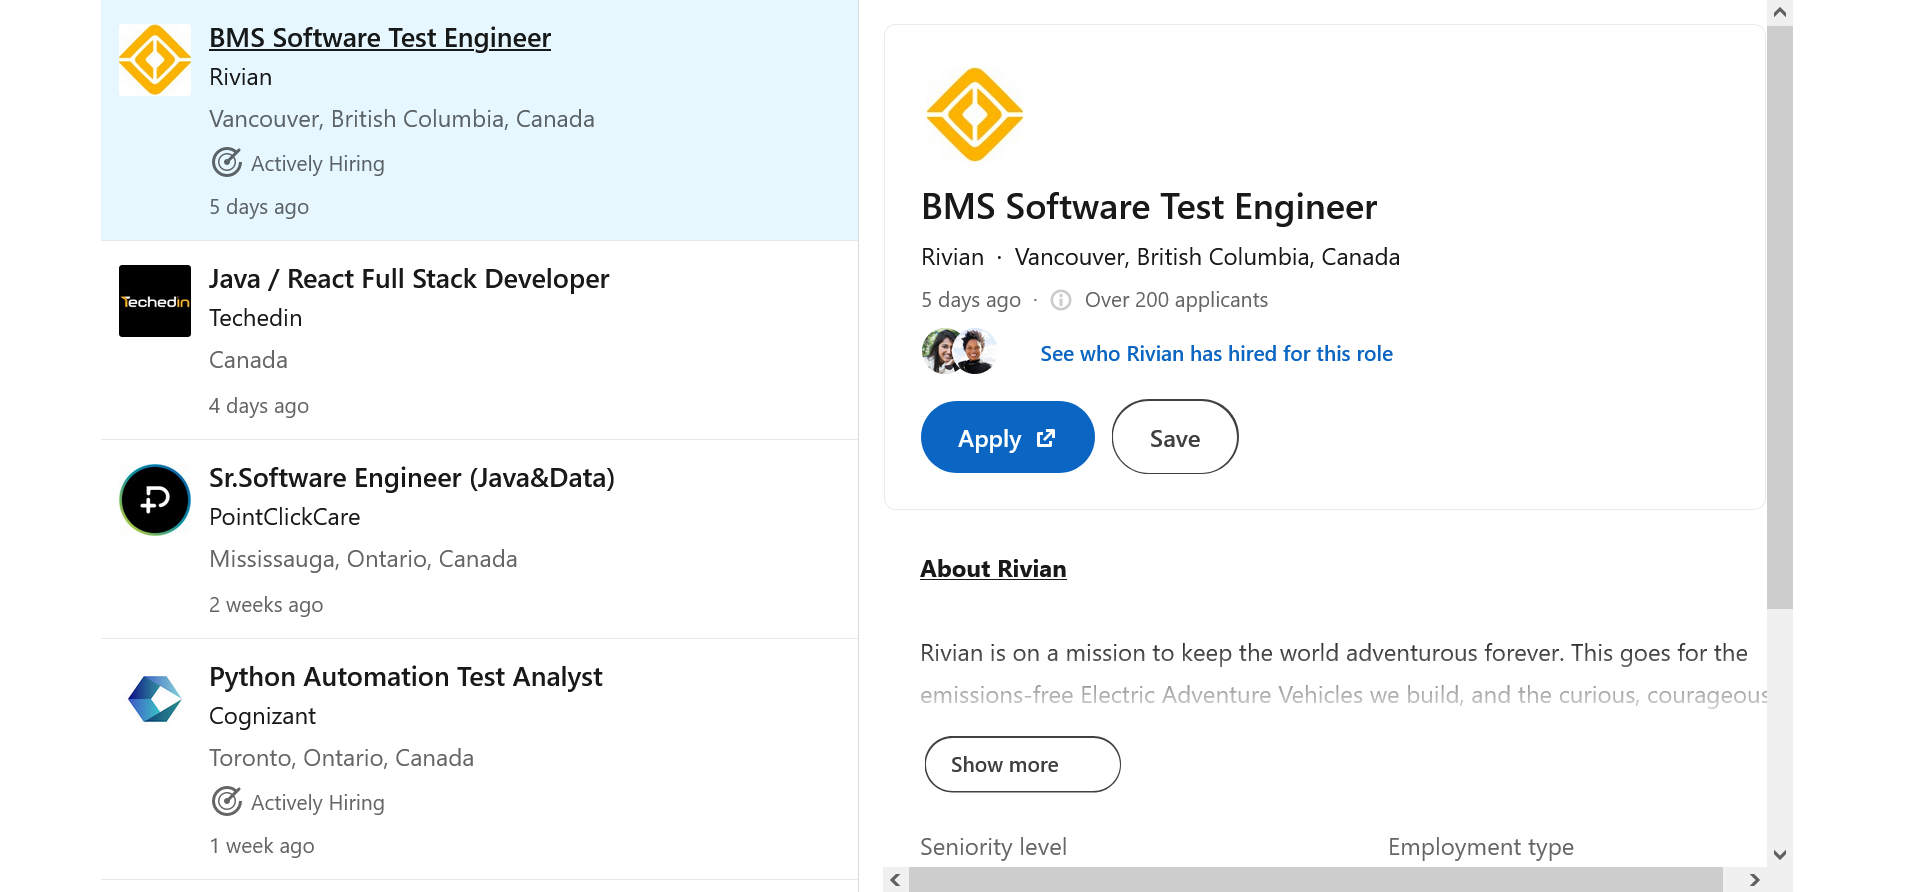 BMS Software Test Engineer
Rivian
Vancouver, British Columbia, Canada
Actively Hiring
5 days ago
Techedin
Java / React Full Stack Developer
Techedin
Canada
4 days ago
Sr.Software Engineer (Java&Data)
PointClickCare
Mississauga, Ontario, Canada
2 weeks ago
Python Automation Test Analyst
Cognizant
Toronto, Ontario, Canada
Actively Hiring
1 week ago
BMS Software Test Engineer
Rivian · Vancouver, British Columbia, Canada
5 days ago · Over 200 applicants
See who Rivian has hired for this role
Apply
Save
About Rivian
Rivian is on a mission to keep the world adventurous forever. This goes for the
emissions-free Electric Adventure Vehicles we build, and the curious, courageous
Show more
Seniority level
Employment type